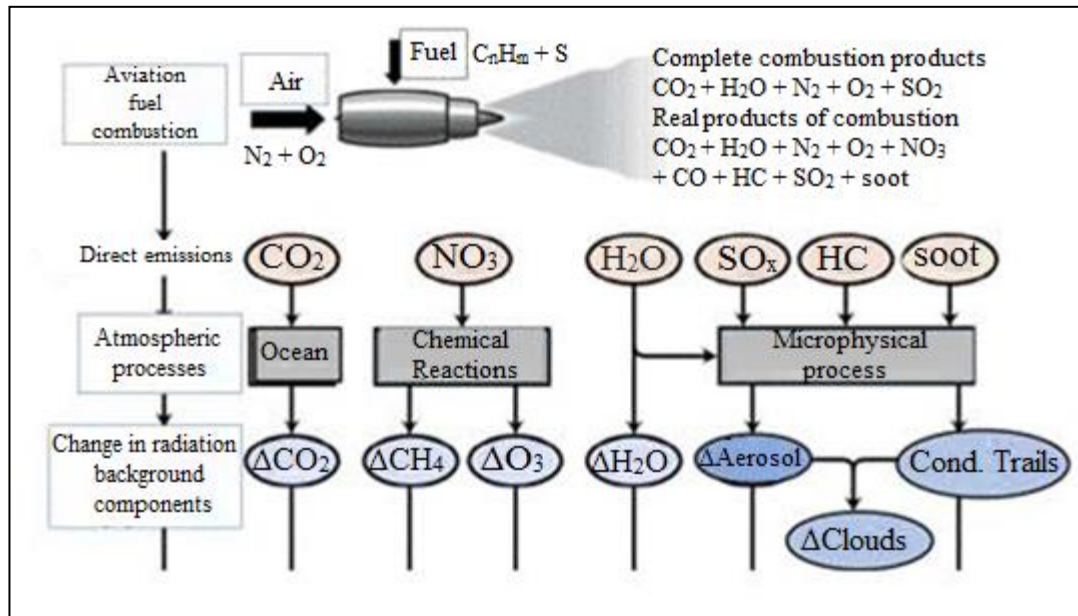 Aviation
fuel
combustion
Air
N₂ + O₂
Fuel
CₙHₘ + S
Complete combustion products
CO₂ + H₂O + N₂ + O₂ + SO₂
Real products of combustion
CO₂ + H₂O + N₂ + O₂ + NO₃
+ CO + HC + SO₂ + soot
Direct emissions
CO₂
NO₃
H₂O
SOₓ
HC
soot
Atmospheric
processes
Ocean
Chemical
Reactions
Microphysical
process
Change in radiation
background
components
ΔCO₂
ΔCH₄
ΔO₃
ΔH₂O
ΔAerosol
Cond. Trails
ΔClouds